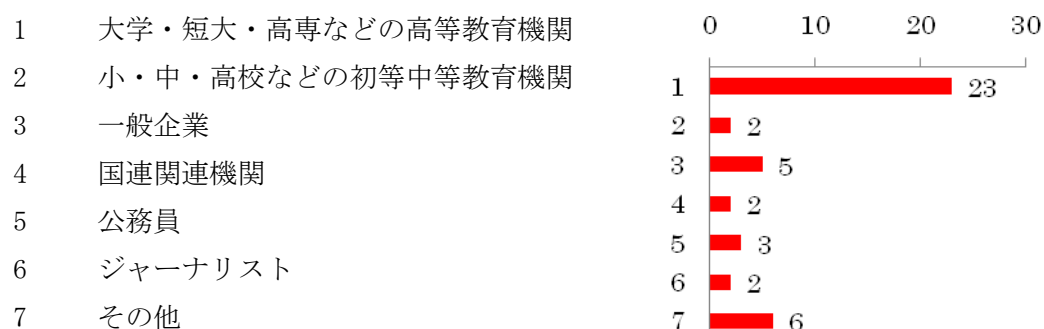 1 大学・短大・高専などの高等教育機関
2 小・中・高校などの初等中等教育機関
3 一般企業
4 国連関連機関
5 公務員
6 ジャーナリスト
7 その他
0 10 20 30
1 23
2 2
3 5
4 2
5 3
6 2
7 6